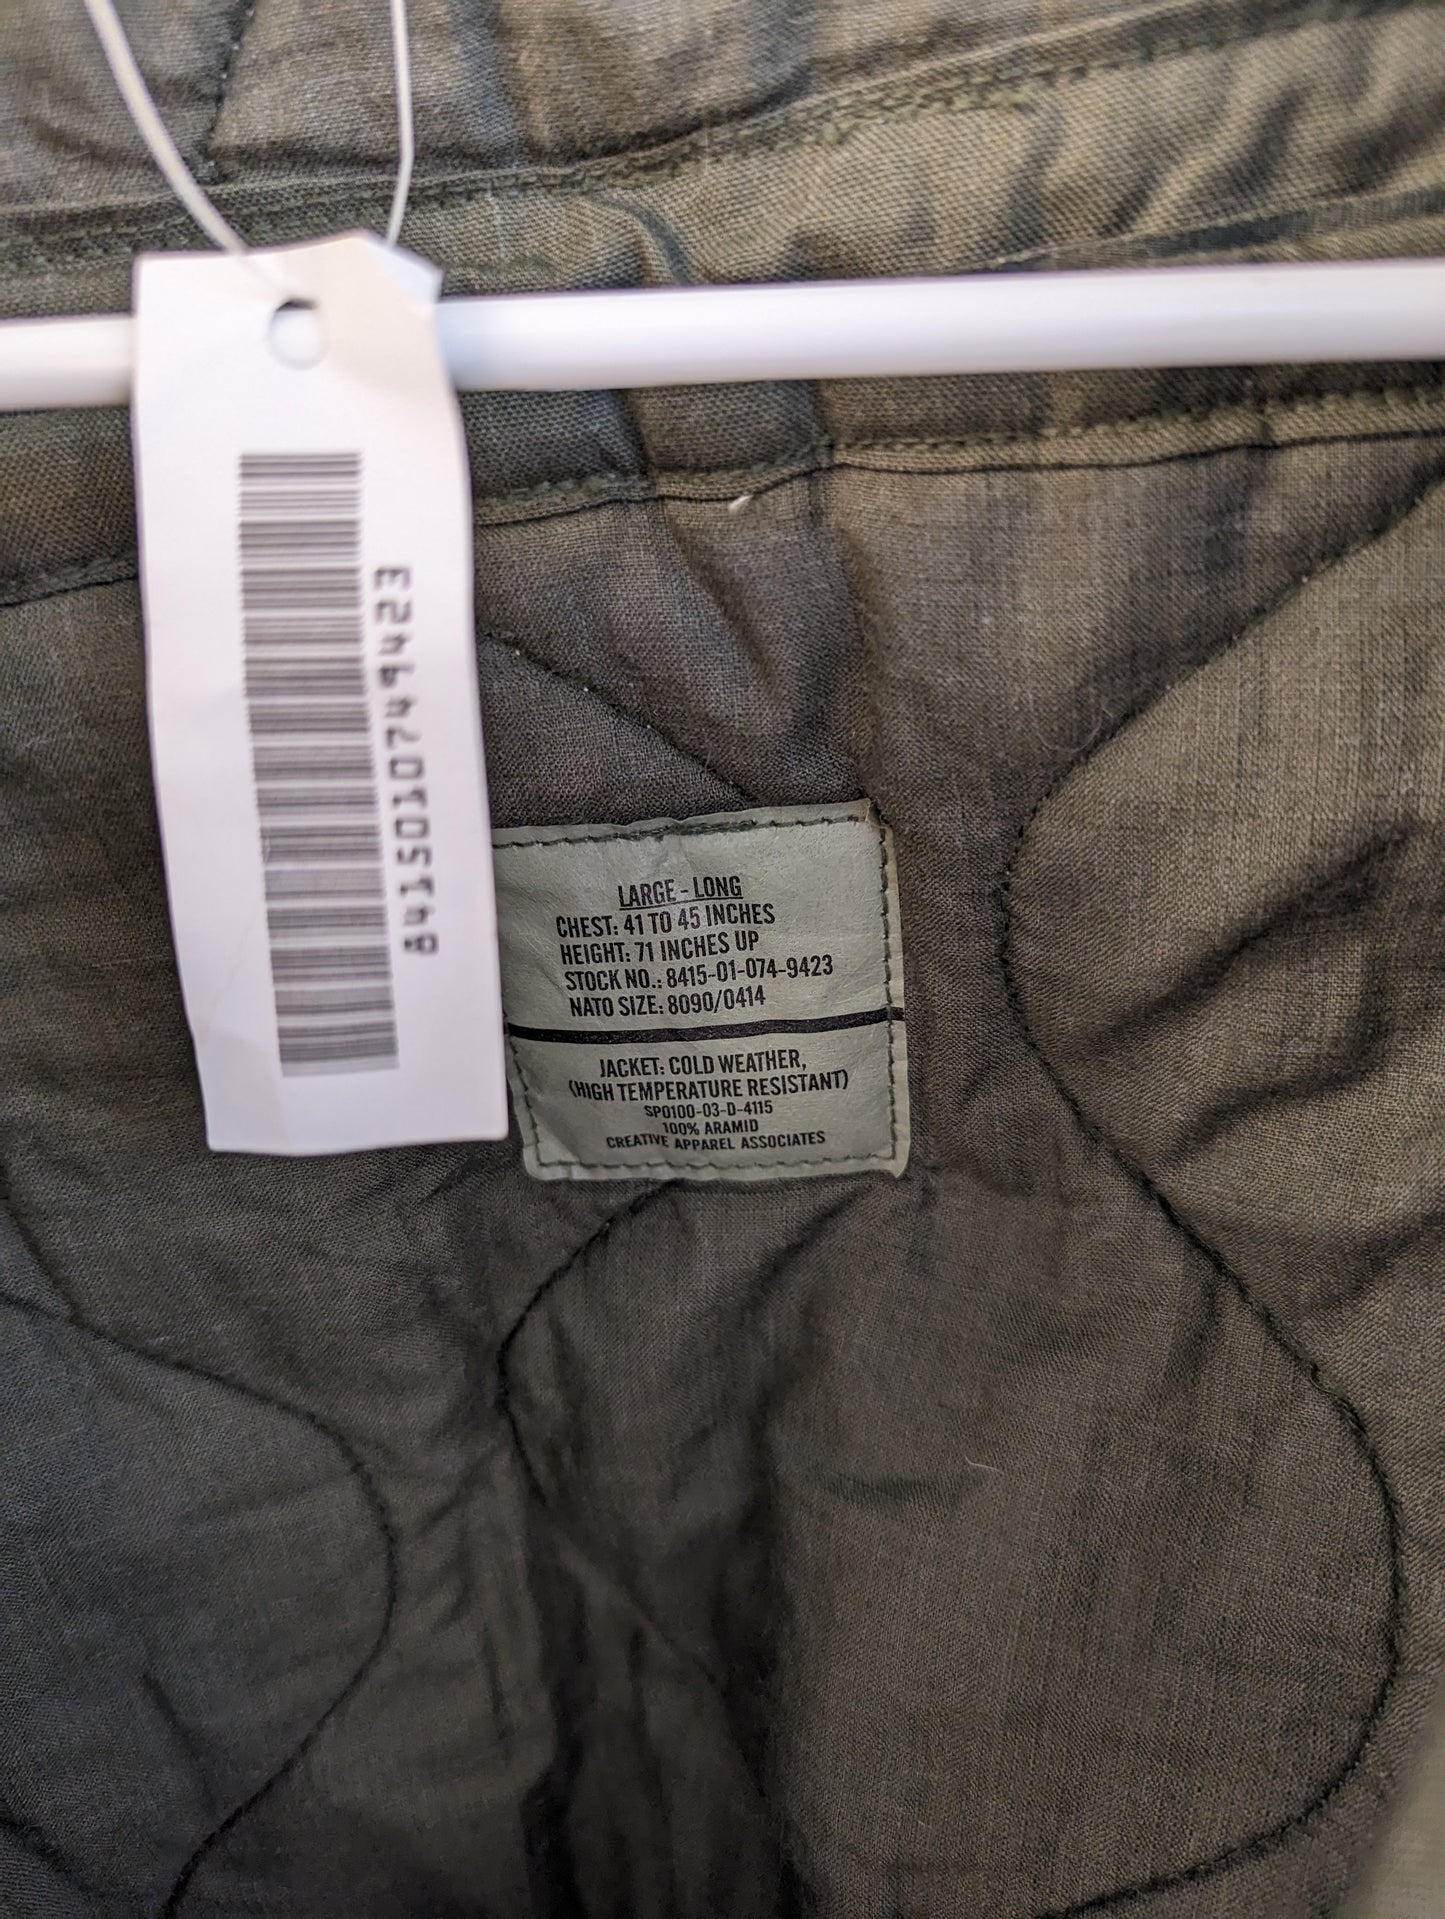 8415010749423
LARGE - LONG
CHEST: 41 TO 45 INCHES
HEIGHT: 71 INCHES UP
STOCK NO.: 8415-01-074-9423
NATO SIZE: 8090/0414
JACKET: COLD WEATHER,
(HIGH TEMPERATURE RESISTANT)
SP0100-03-D-4115
100% ARAMID
CREATIVE APPAREL ASSOCIATES